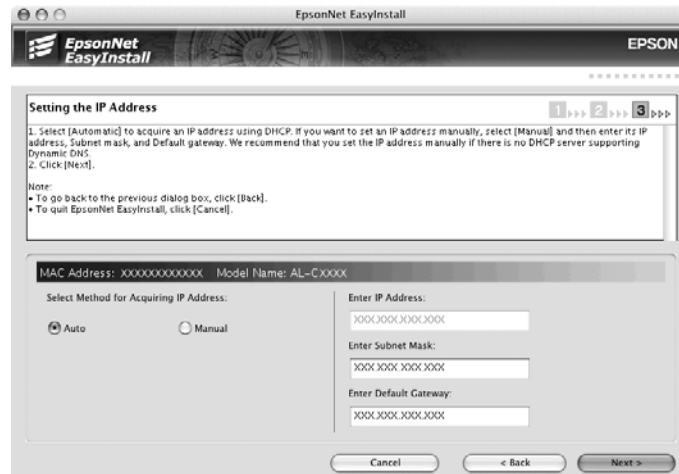 EpsonNet EasyInstall
EpsonNet
EasyInstall
EPSON
Setting the IP Address
1 2 3
1. Select [Automatic] to acquire an IP address using DHCP. If you want to set an IP address manually, select [Manual] and then enter its IP
address, Subnet mask, and Default gateway. We recommend that you set the IP address manually if there is no DHCP server supporting
Dynamic DNS.
2. Click [Next].
Note:
• To go back to the previous dialog box, click [Back].
• To quit EpsonNet EasyInstall, click [Cancel].
MAC Address: XXXXXXXXXXXX Model Name: AL-CXXXX
Select Method for Acquiring IP Address:
Auto
Manual
Enter IP Address:
XXX.XXX.XXX.XXX
Enter Subnet Mask:
XXX.XXX.XXX.XXX
Enter Default Gateway:
XXX.XXX.XXX.XXX
Cancel
< Back
Next >